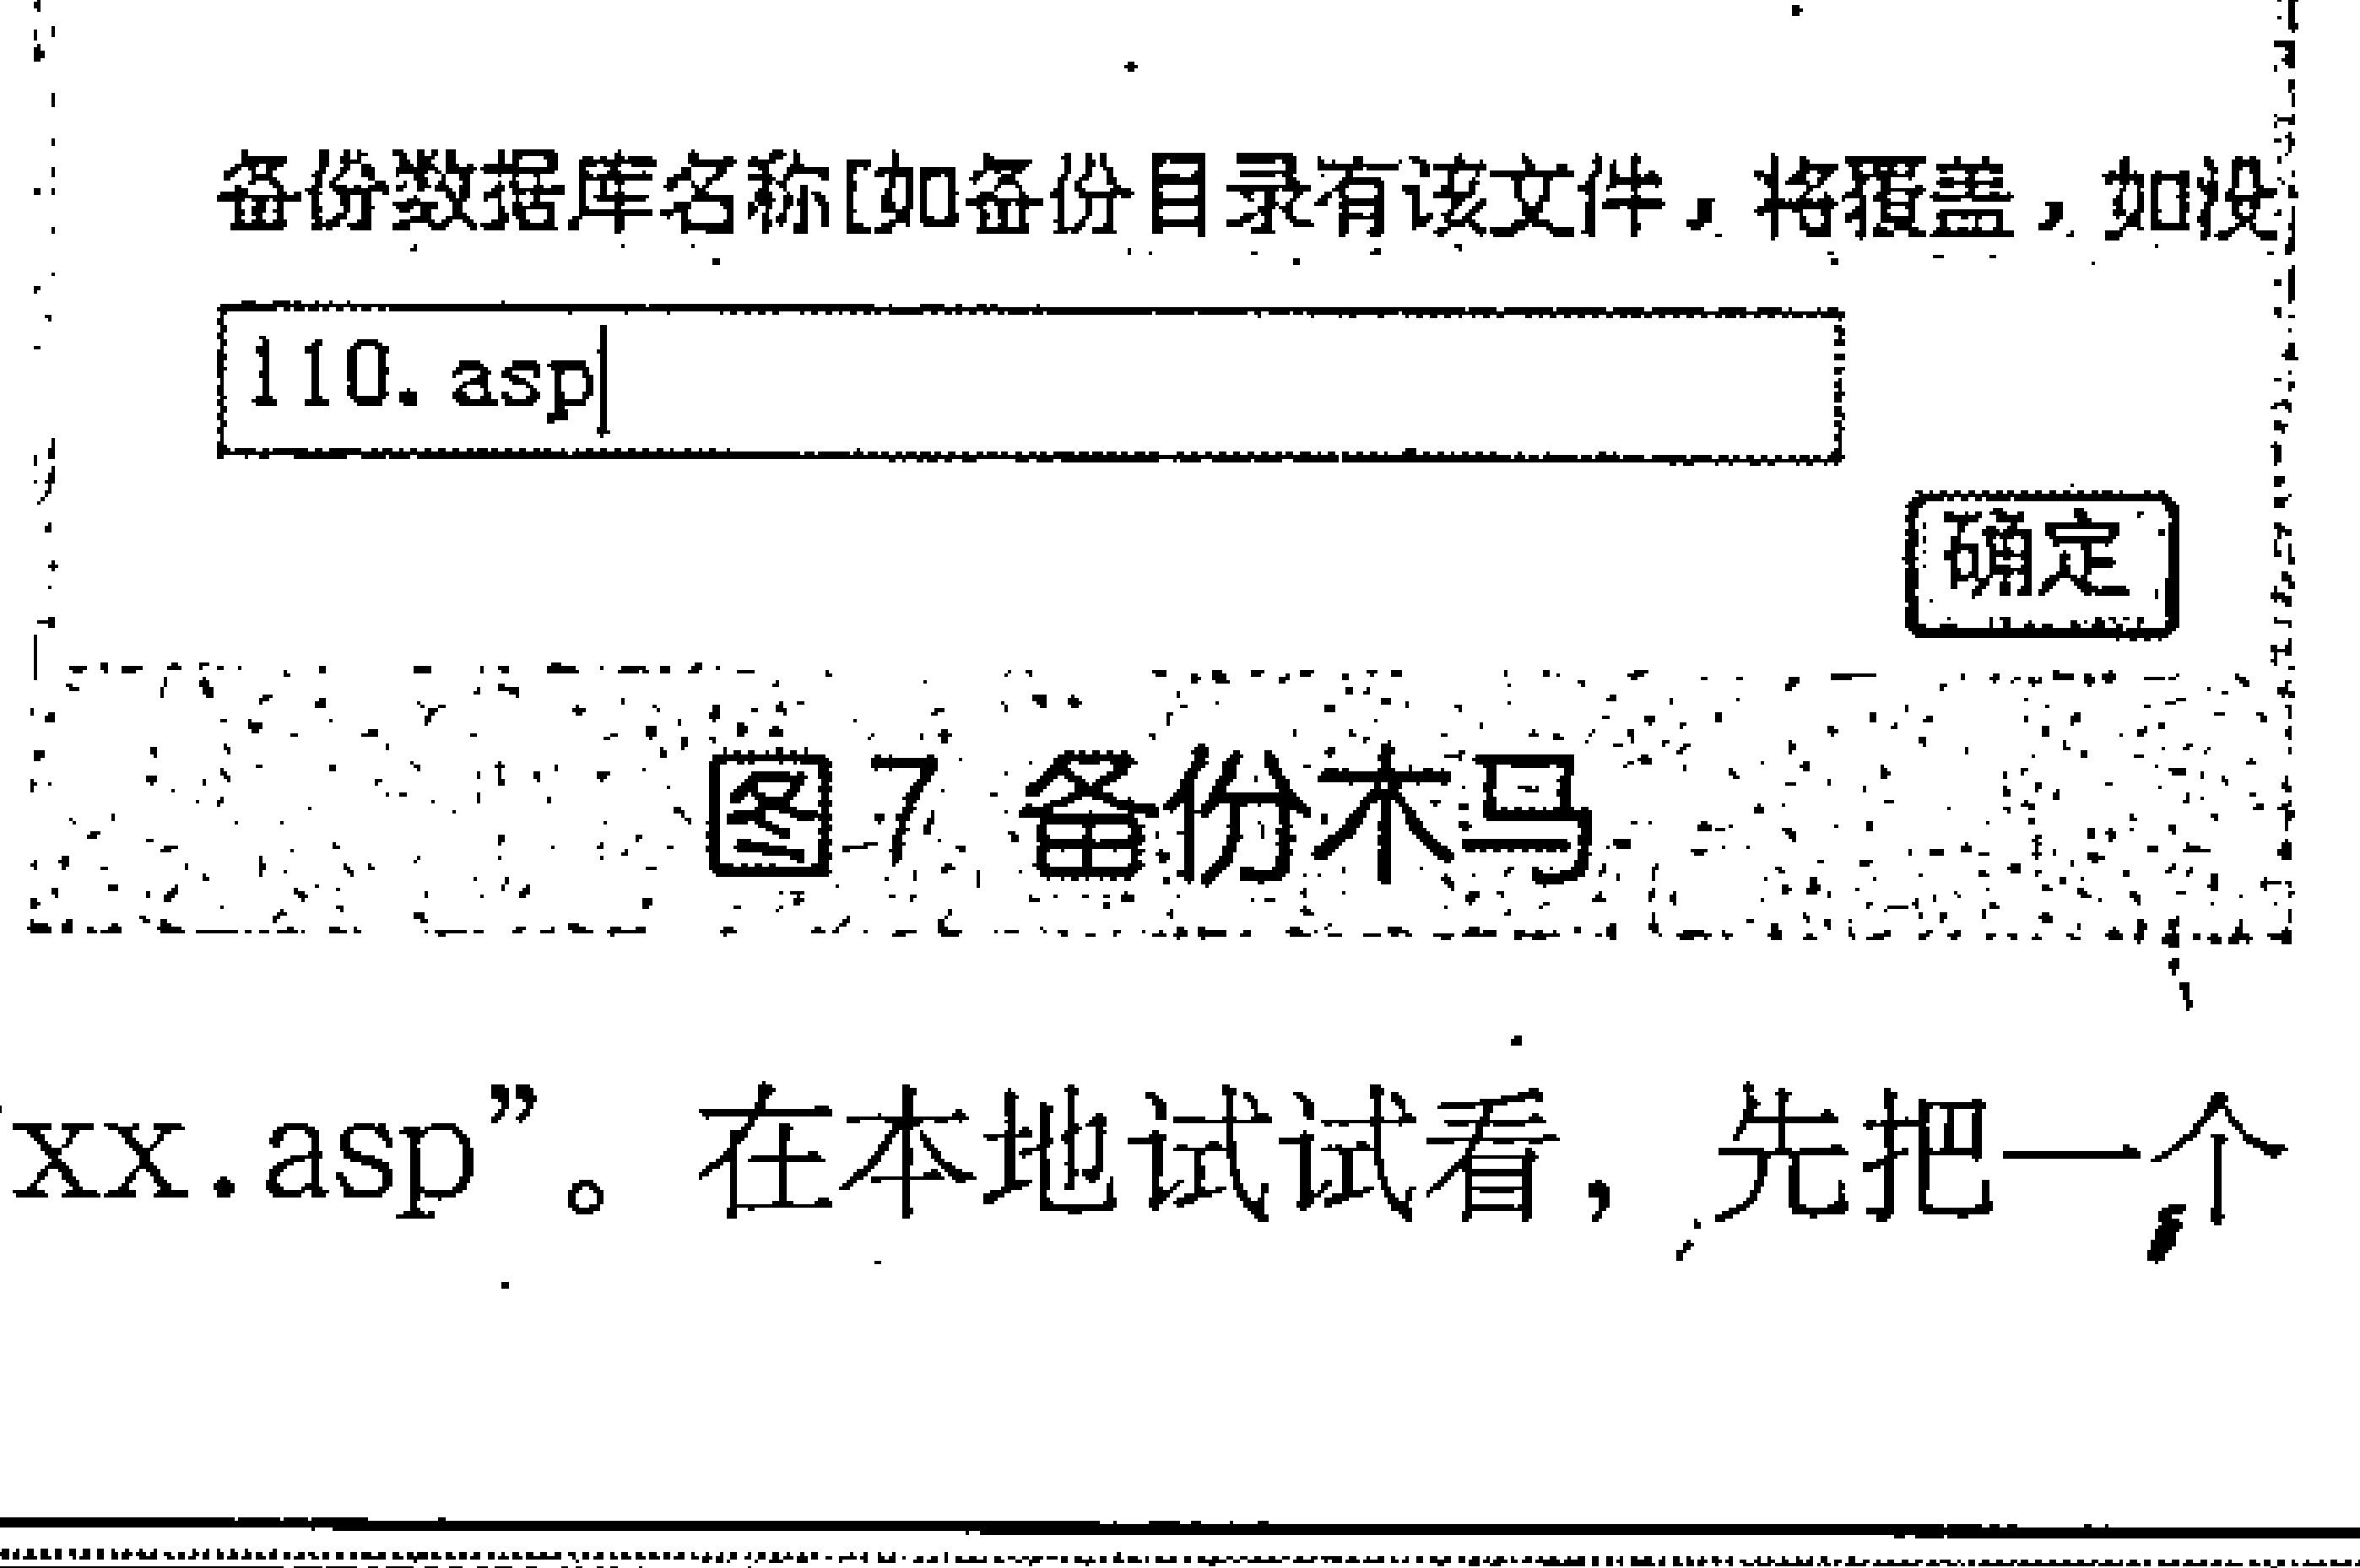 备份数据库名称[如备份目录有该文件，将覆盖，如没
110.asp
确定
图7 备份木马
xx.asp”。在本地试试看，先把一个